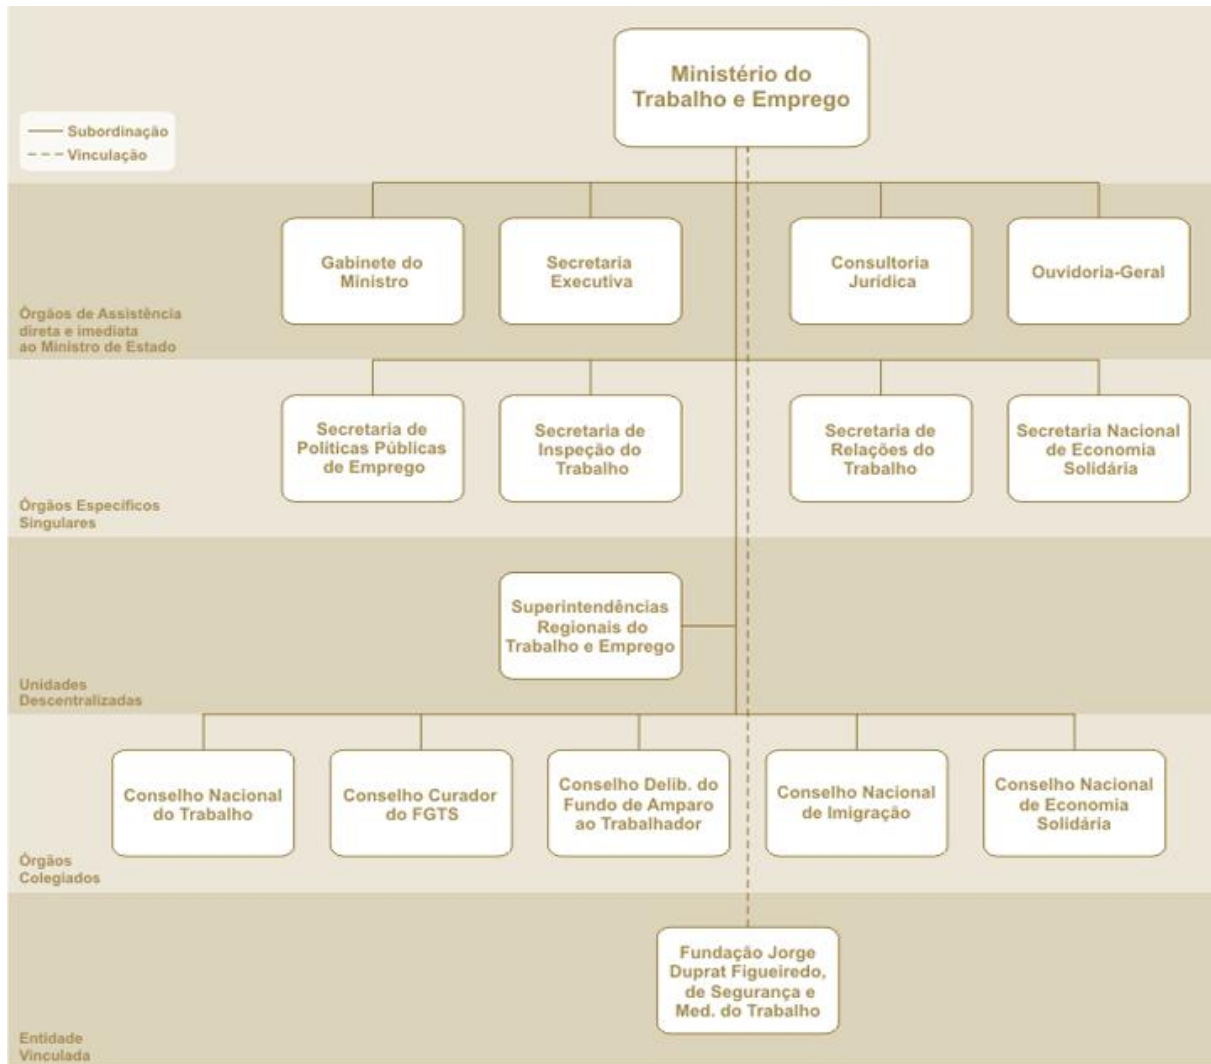 Ministério do
Trabalho e Emprego
Subordinação
Vinculação
Gabinete do
Ministro
Secretaria
Executiva
Consultoria
Jurídica
Ouvidoria-Geral
Órgãos de Assistência
direta e imediata
ao Ministro de Estado
Secretaria de
Políticas Públicas
de Emprego
Secretaria de
Inspeção do
Trabalho
Secretaria de
Relações do
Trabalho
Secretaria Nacional
de Economia
Solidária
Órgãos Específicos
Singulares
Superintendências
Regionais do
Trabalho e Emprego
Unidades
Descentralizadas
Conselho Nacional
do Trabalho
Conselho Curador
do FGTS
Conselho Delib. do
Fundo de Amparo
ao Trabalhador
Conselho Nacional
de Imigração
Conselho Nacional
de Economia
Solidária
Órgãos
Colegiados
Fundação Jorge
Duprat Figueiredo,
de Segurança e
Med. do Trabalho
Entidade
Vinculada